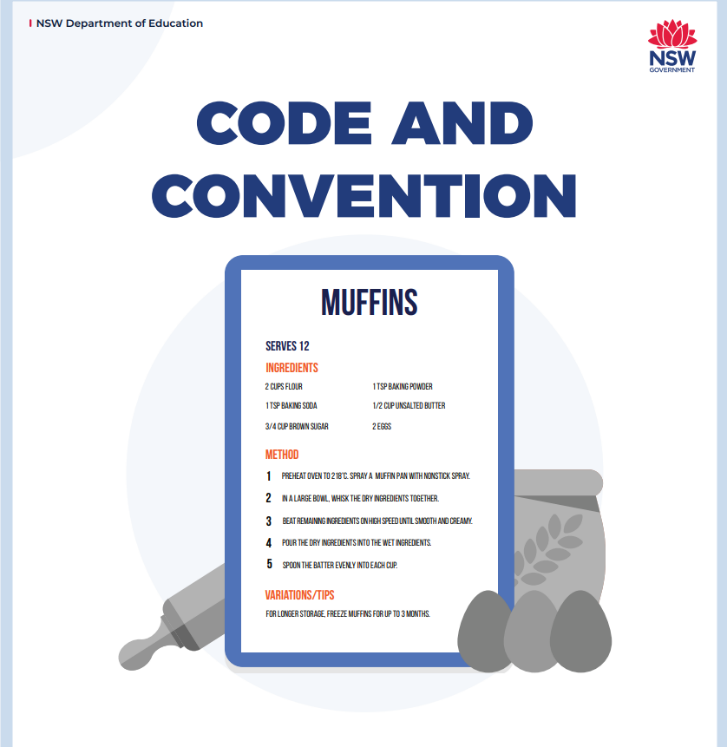 NSW Department of Education
NSW
GOVERNMENT
CODE AND
CONVENTION
MUFFINS
SERVES 12
INGREDIENTS
2 CUPS FLOUR 1 TSP BAKING POWDER
1 TSP BAKING SODA 1/2 CUP UNSALTED BUTTER
3/4 CUP BROWN SUGAR 2 EGGS
METHOD
1 PREHEAT OVEN TO 218°C. SPRAY A MUFFIN PAN WITH NONSTICK SPRAY.
2 IN A LARGE BOWL, WHISK THE DRY INGREDIENTS TOGETHER.
3 BEAT REMAINING INGREDIENTS ON HIGH SPEED UNTIL SMOOTH AND CREAMY.
4 POUR THE DRY INGREDIENTS INTO THE WET INGREDIENTS.
5 SPOON THE BATTER EVENLY INTO EACH CUP.
VARIATIONS/TIPS
FOR LONGER STORAGE, FREEZE MUFFINS FOR UP TO 3 MONTHS.